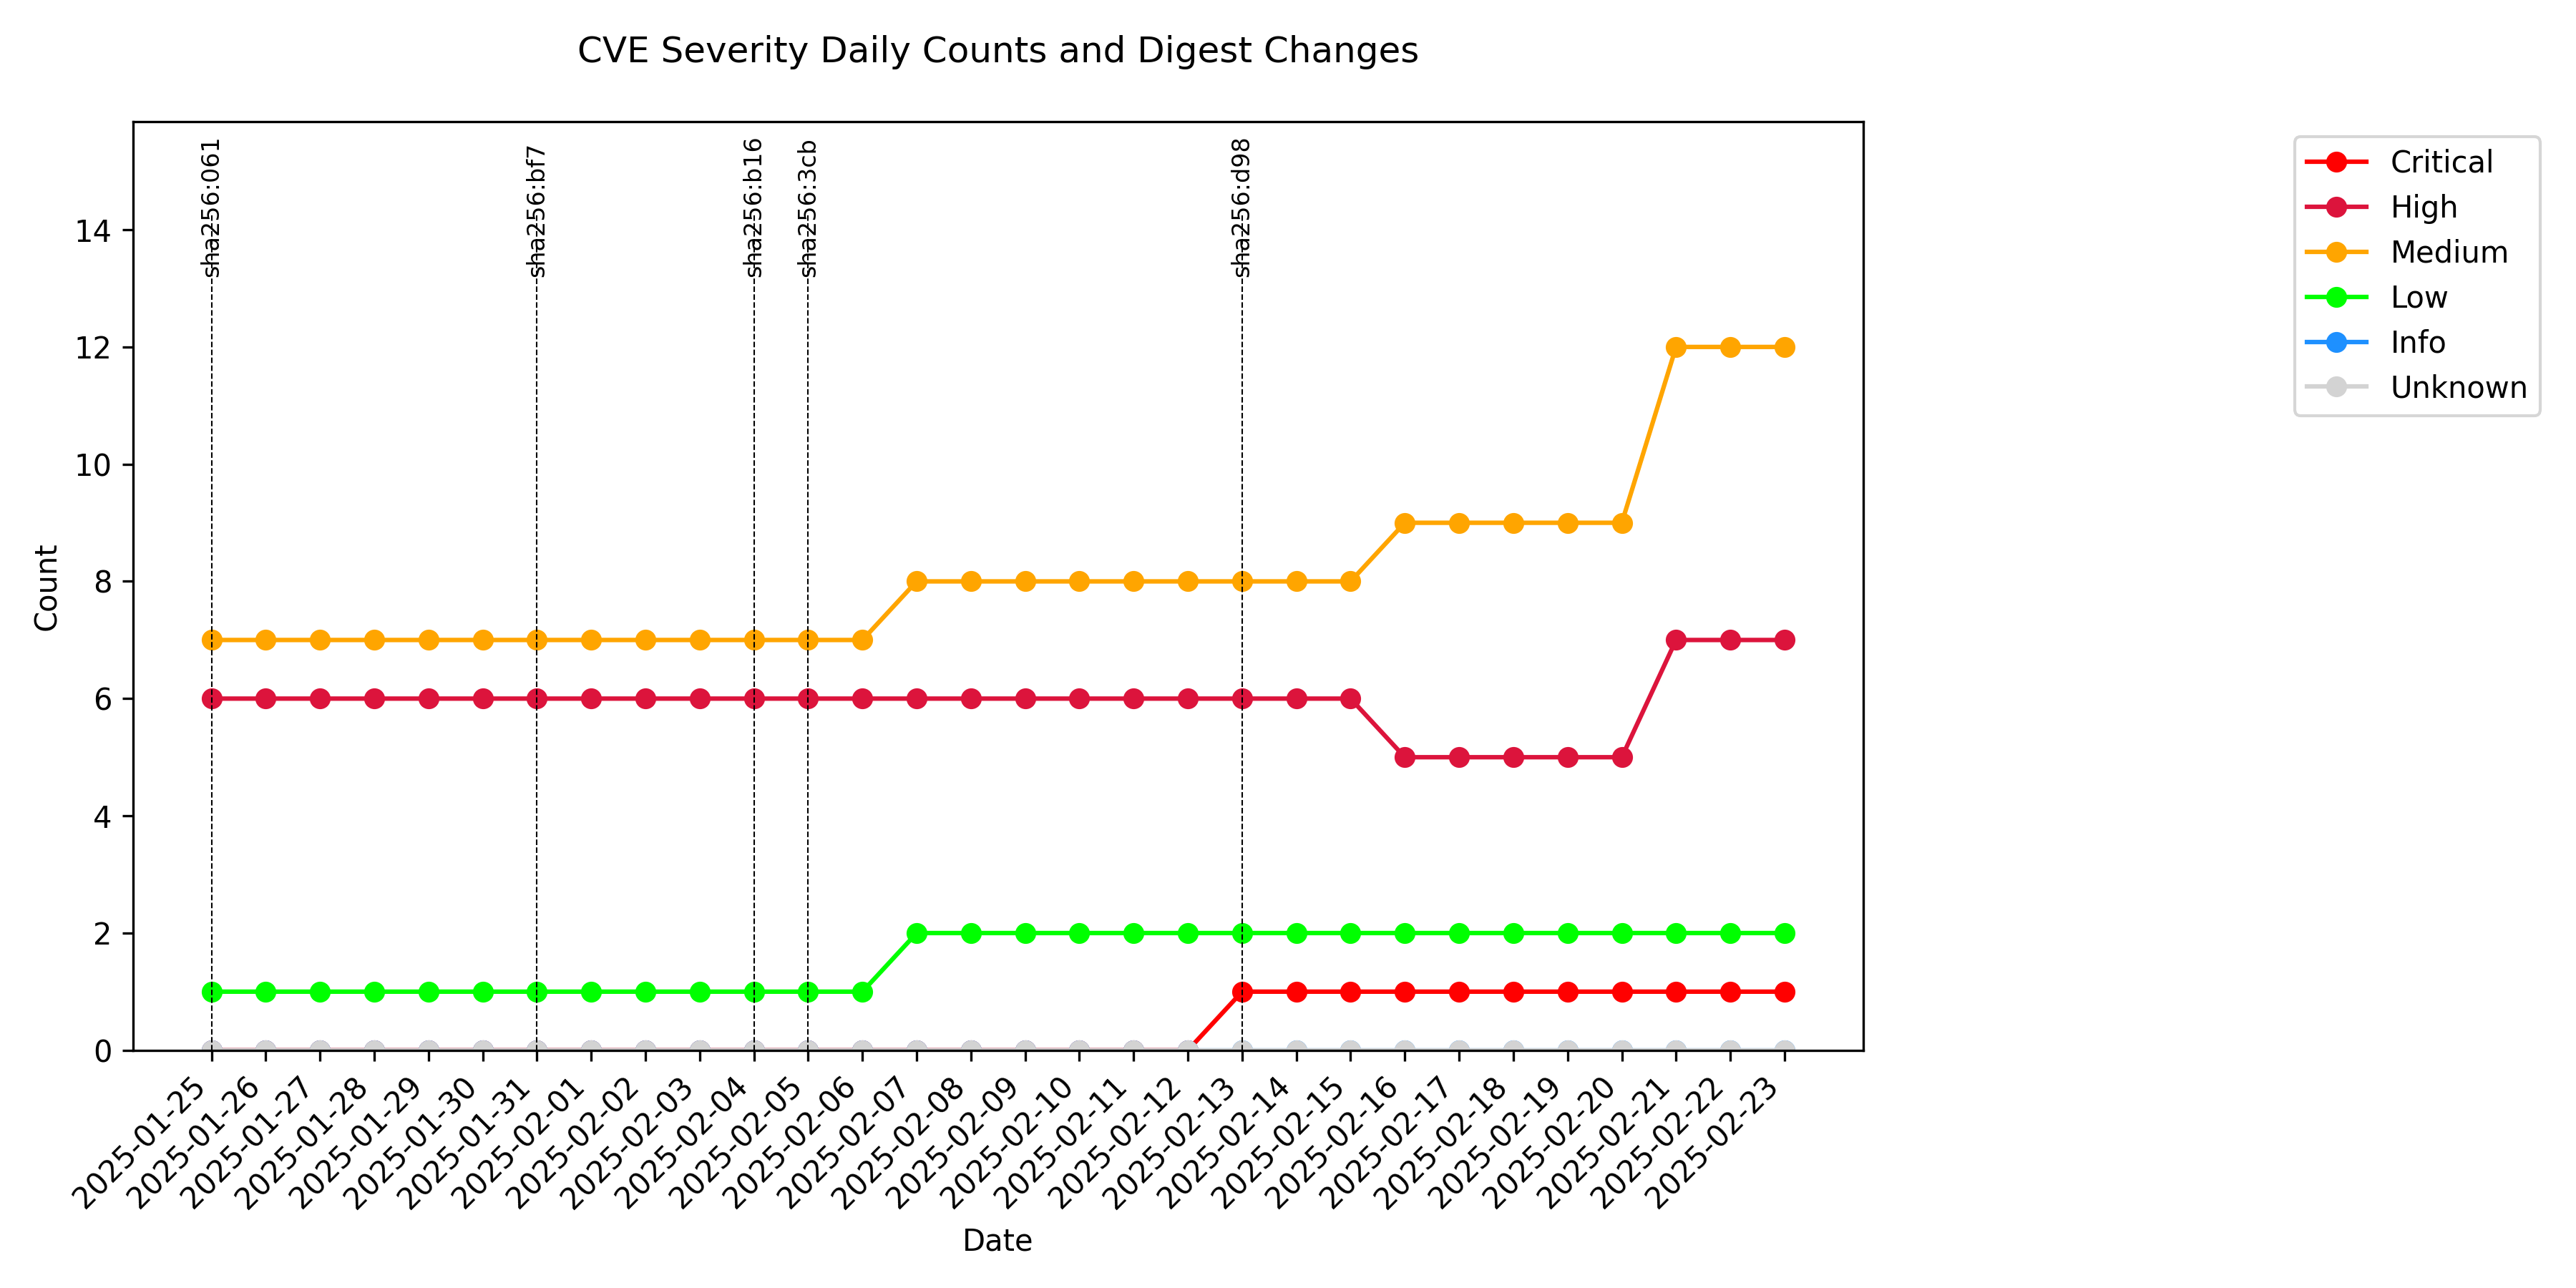 CVE Severity Daily Counts and Digest Changes
sha256:061
sha256:bf7
sha256:b16
sha256:3cb
sha256:d98
Critical
High
Medium
Low
Info
Unknown
Count
14
12
10
8
6
4
2
0
2025-01-25
2025-01-26
2025-01-27
2025-01-28
2025-01-29
2025-01-30
2025-01-31
2025-02-01
2025-02-02
2025-02-03
2025-02-04
2025-02-05
2025-02-06
2025-02-07
2025-02-08
2025-02-09
2025-02-10
2025-02-11
2025-02-12
2025-02-13
2025-02-14
2025-02-15
2025-02-16
2025-02-17
2025-02-18
2025-02-19
2025-02-20
2025-02-21
2025-02-22
2025-02-23
Date